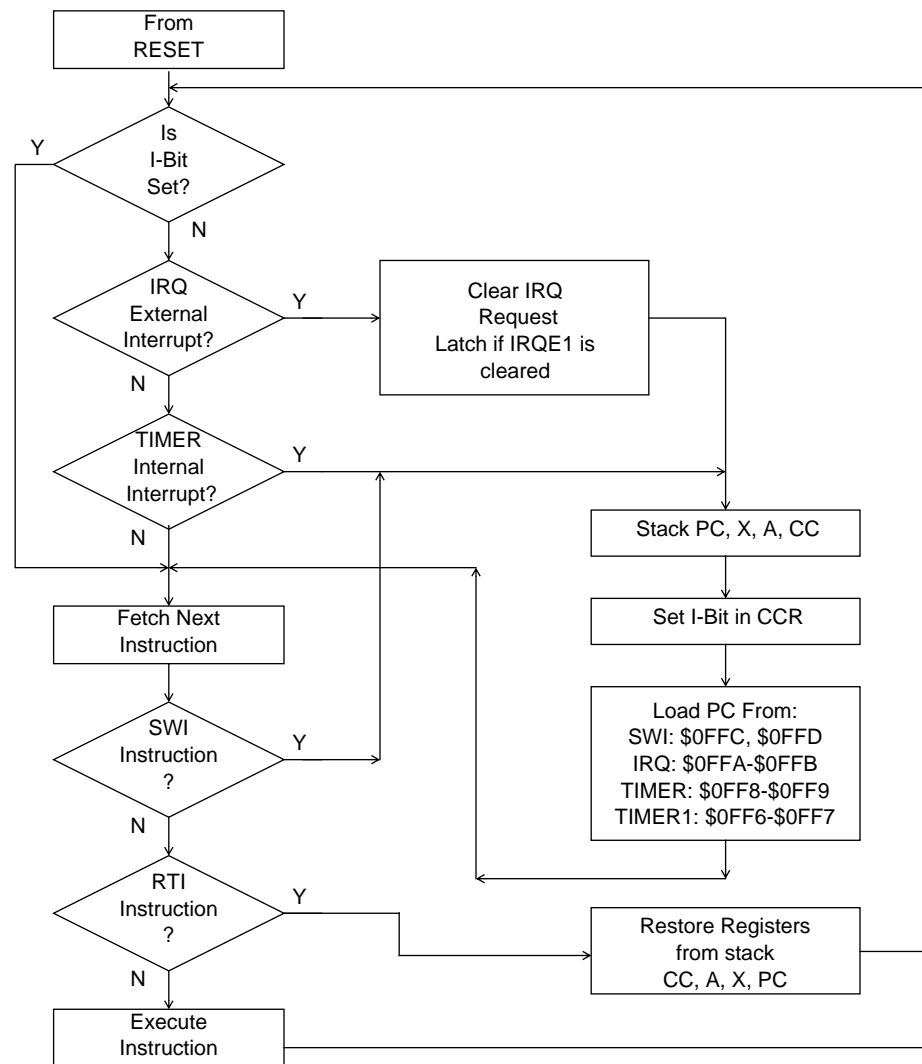 From
RESET
Is
I-Bit
Set?
Y
N
IRQ
External
Interrupt?
Y
N
Clear IRQ
Request
Latch if IRQE1 is
cleared
TIMER
Internal
Interrupt?
Y
N
Stack PC, X, A, CC
Set I-Bit in CCR
Load PC From:
SWI: $0FFC, $0FFD
IRQ: $0FFA-$0FFB
TIMER: $0FF8-$0FF9
TIMER1: $0FF6-$0FF7
Fetch Next
Instruction
SWI
Instruction
?
Y
N
RTI
Instruction
?
Y
N
Restore Registers
from stack
CC, A, X, PC
Execute
Instruction